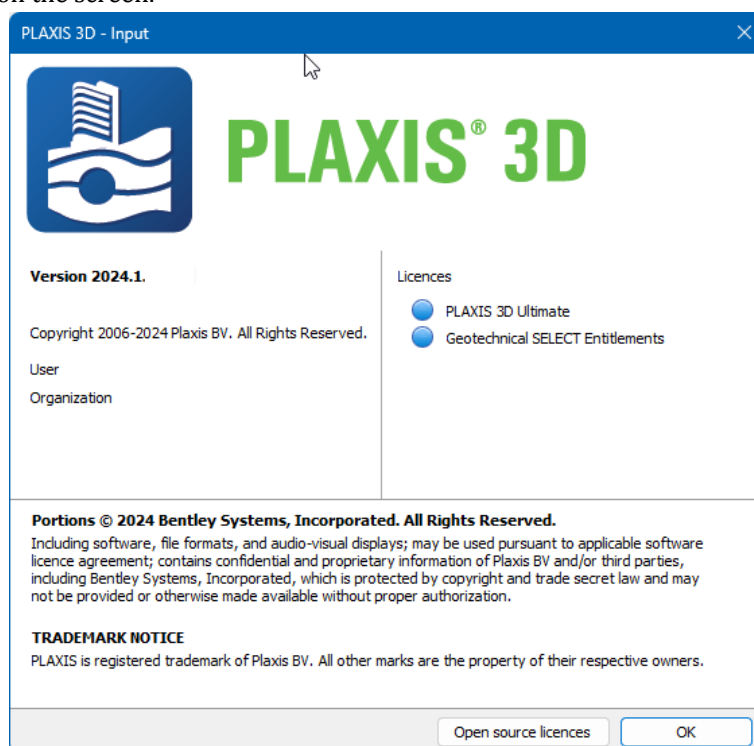 on the screen.
PLAXIS 3D - Input
PLAXIS® 3D
Version 2024.1.
Copyright 2006-2024 Plaxis BV. All Rights Reserved.
User
Organization
Licences
PLAXIS 3D Ultimate
Geotechnical SELECT Entitlements
Portions © 2024 Bentley Systems, Incorporated. All Rights Reserved.
Including software, file formats, and audio-visual displays; may be used pursuant to applicable software
licence agreement; contains confidential and proprietary information of Plaxis BV and/or third parties,
including Bentley Systems, Incorporated, which is protected by copyright and trade secret law and may
not be provided or otherwise made available without proper authorization.
TRADEMARK NOTICE
PLAXIS is registered trademark of Plaxis BV. All other marks are the property of their respective owners.
Open source licences
OK